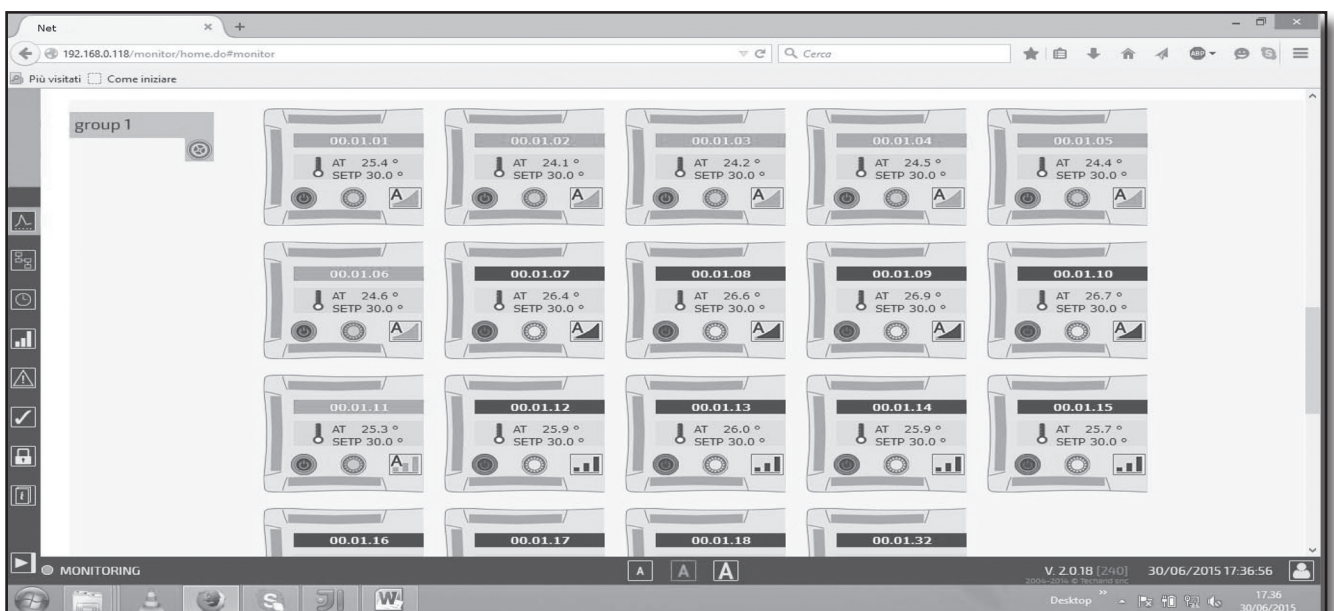 Net
192.168.0.118/monitor/home.do#monitor
Cerca
ABP
Più visitati Come iniziare
group 1
00.01.01 00.01.02 00.01.03 00.01.04 00.01.05
AT 25.4 ° AT 24.1 ° AT 24.2 ° AT 24.5 ° AT 24.4 °
SETP 30.0 ° SETP 30.0 ° SETP 30.0 ° SETP 30.0 ° SETP 30.0 °
A A A A A
00.01.06 00.01.07 00.01.08 00.01.09 00.01.10
AT 24.6 ° AT 26.4 ° AT 26.6 ° AT 26.9 ° AT 26.7 °
SETP 30.0 ° SETP 30.0 ° SETP 30.0 ° SETP 30.0 ° SETP 30.0 °
A A A A A
00.01.11 00.01.12 00.01.13 00.01.14 00.01.15
AT 25.3 ° AT 25.9 ° AT 26.0 ° AT 25.9 ° AT 25.7 °
SETP 30.0 ° SETP 30.0 ° SETP 30.0 ° SETP 30.0 ° SETP 30.0 °
A
00.01.16 00.01.17 00.01.18 00.01.32
MONITORING A A A V. 2.0.18 [240] 30/06/2015 17:36:56
2004-2014 © Techand snc
Desktop 17.36
30/06/2015